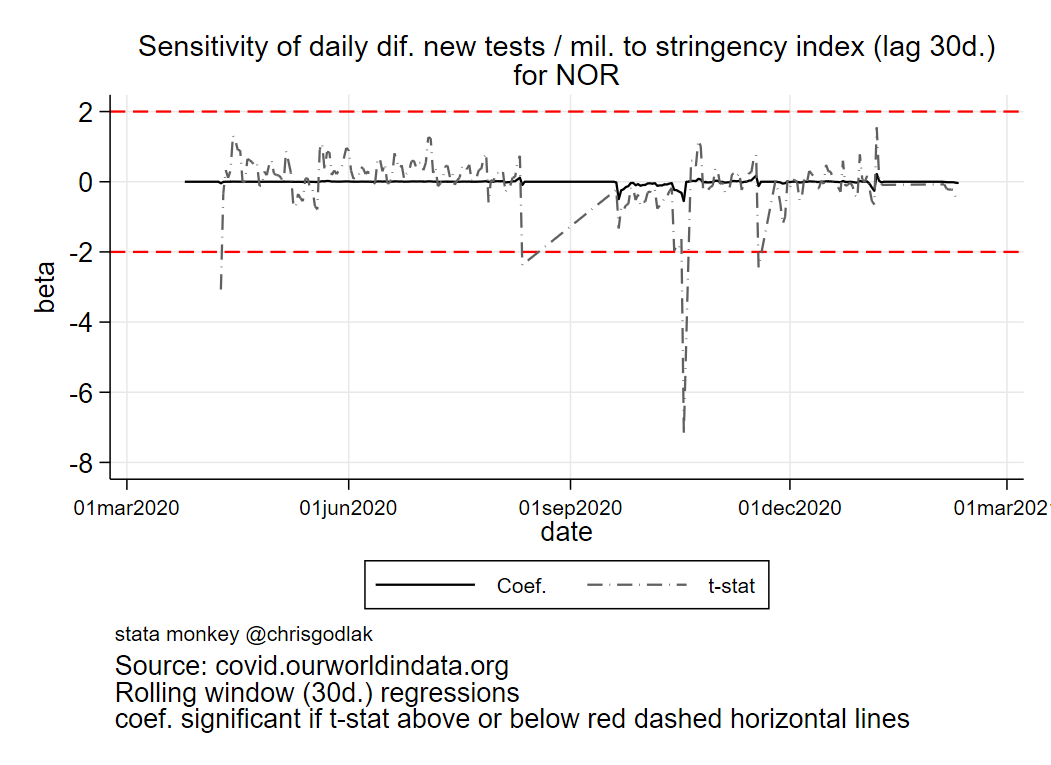 Sensitivity of daily dif. new tests / mil. to stringency index (lag 30d.)
for NOR
2
0
-2
-4
-6
-8
beta
01mar2020
01jun2020
01sep2020
01dec2020
01mar202
date
Coef.
t-stat
stata monkey @chrisgodlak
Source: covid.ourworldindata.org
Rolling window (30d.) regressions
coef. significant if t-stat above or below red dashed horizontal lines